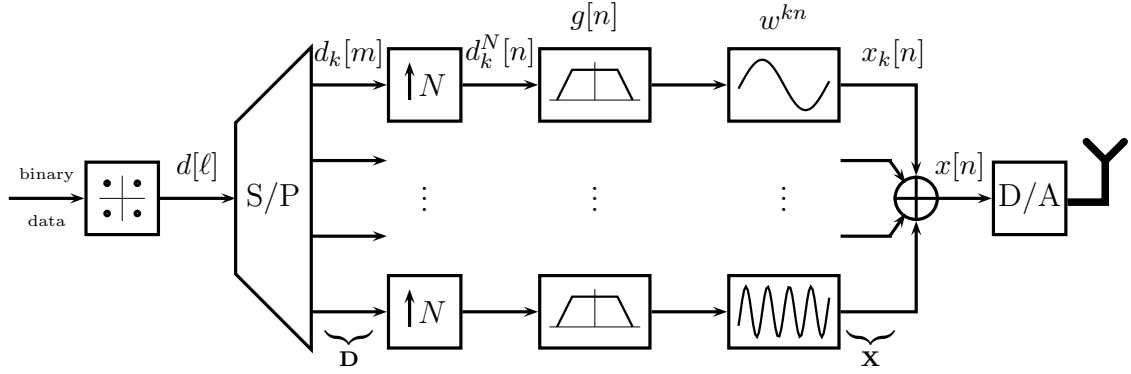 g[n]
w^{kn}
d_k[m]
d_k^N[n]
x_k[n]
↑N
binary
data
d[ℓ]
S/P
⋮
⋮
⋮
x[n]
D/A
↑N
D
X